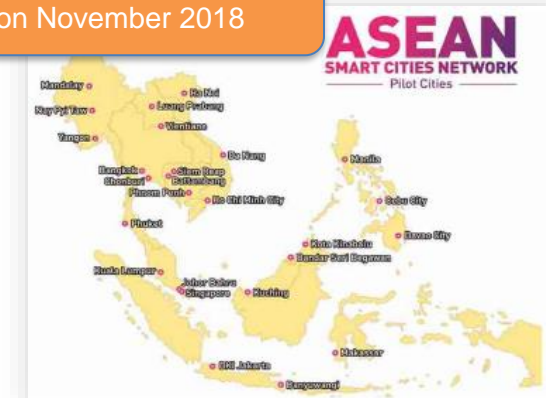 on November 2018
ASEAN
SMART CITIES NETWORK
Pilot Cities
Mandalay
Ha Noi
Nay Pyi Taw
Luang Prabang
Vientiane
Yangon
Da Nang
Manila
Bangkok
Siem Reap
Chonburi
Battambang
Phnom Penh
Ho Chi Minh City
Cebu City
Phuket
Davao City
Kota Kinabalu
Bandar Seri Begawan
Kuala Lumpur
Johor Bahru
Singapore
Kuching
Makassar
DKI Jakarta
Banyuwangi